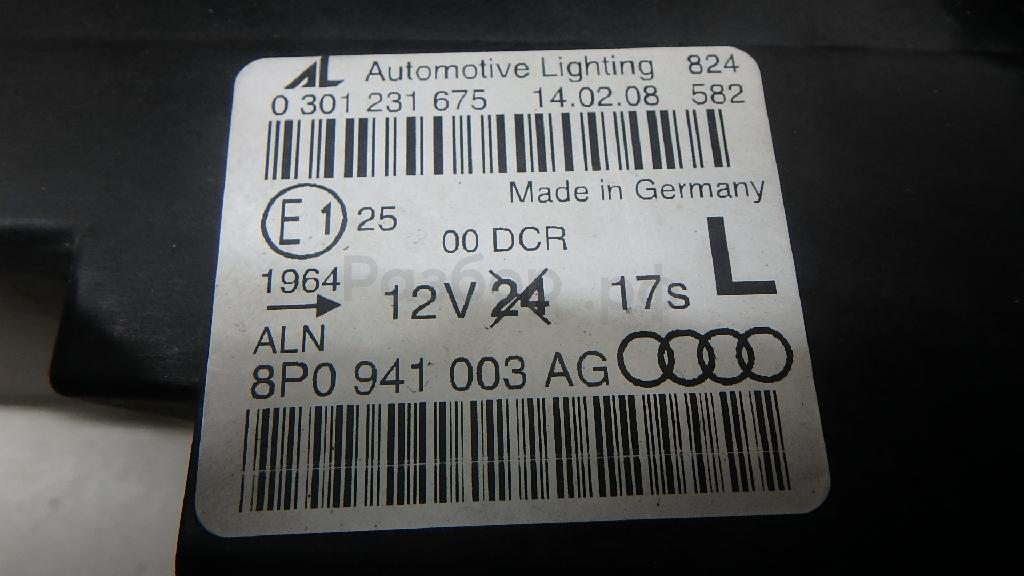 AL Automotive Lighting 824
0 301 231 675 14.02.08 582
Made in Germany
E1 25
00 DCR
L
1964
12V 24 17s
ALN
8P0 941 003 AG